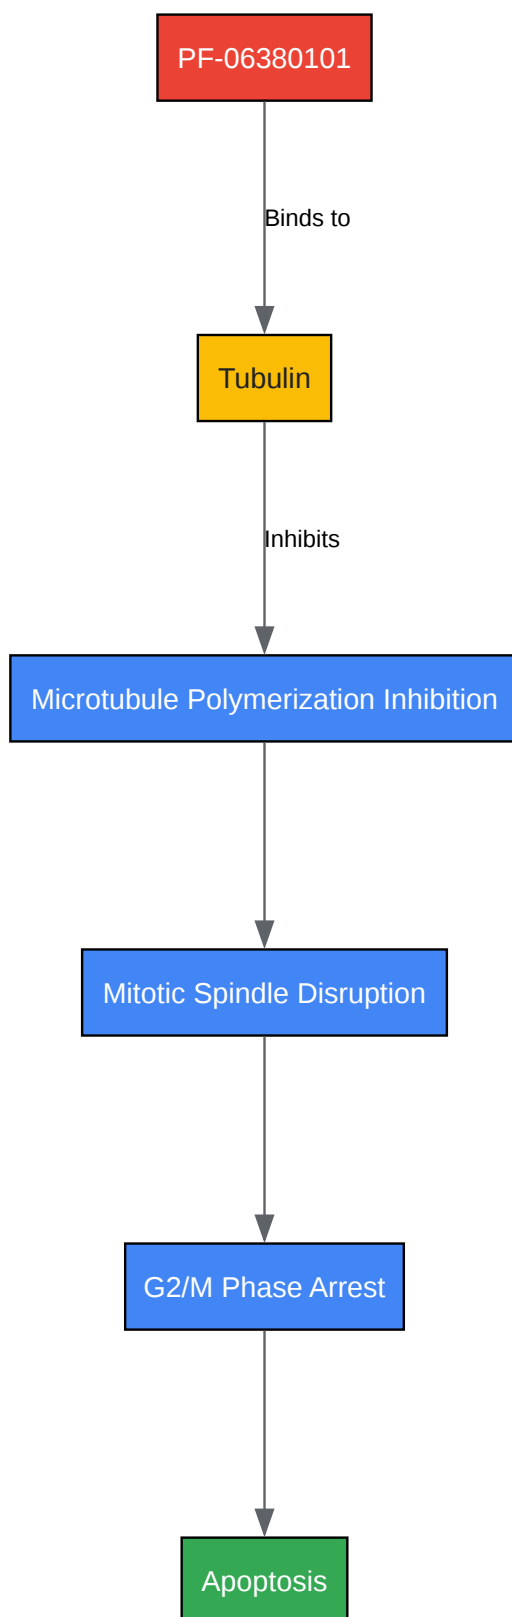 PF-06380101
Binds to
Tubulin
Inhibits
Microtubule Polymerization Inhibition
Mitotic Spindle Disruption
G2/M Phase Arrest
Apoptosis